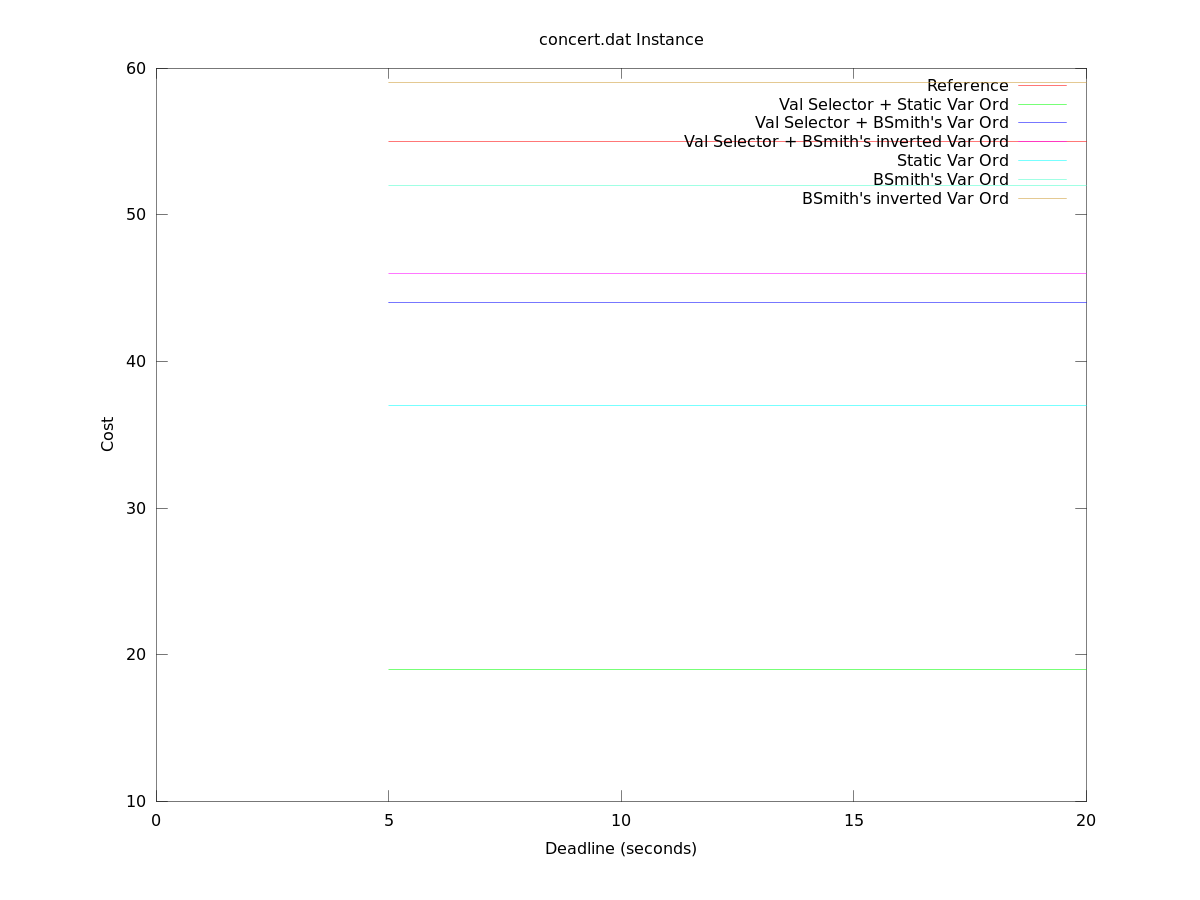 concert.dat Instance
60
Reference
Val Selector + Static Var Ord
Val Selector + BSmith's Var Ord
Val Selector + BSmith's inverted Var Ord
Static Var Ord
BSmith's Var Ord
BSmith's inverted Var Ord
50
40
Cost
30
20
10
0 5 10 15 20
Deadline (seconds)